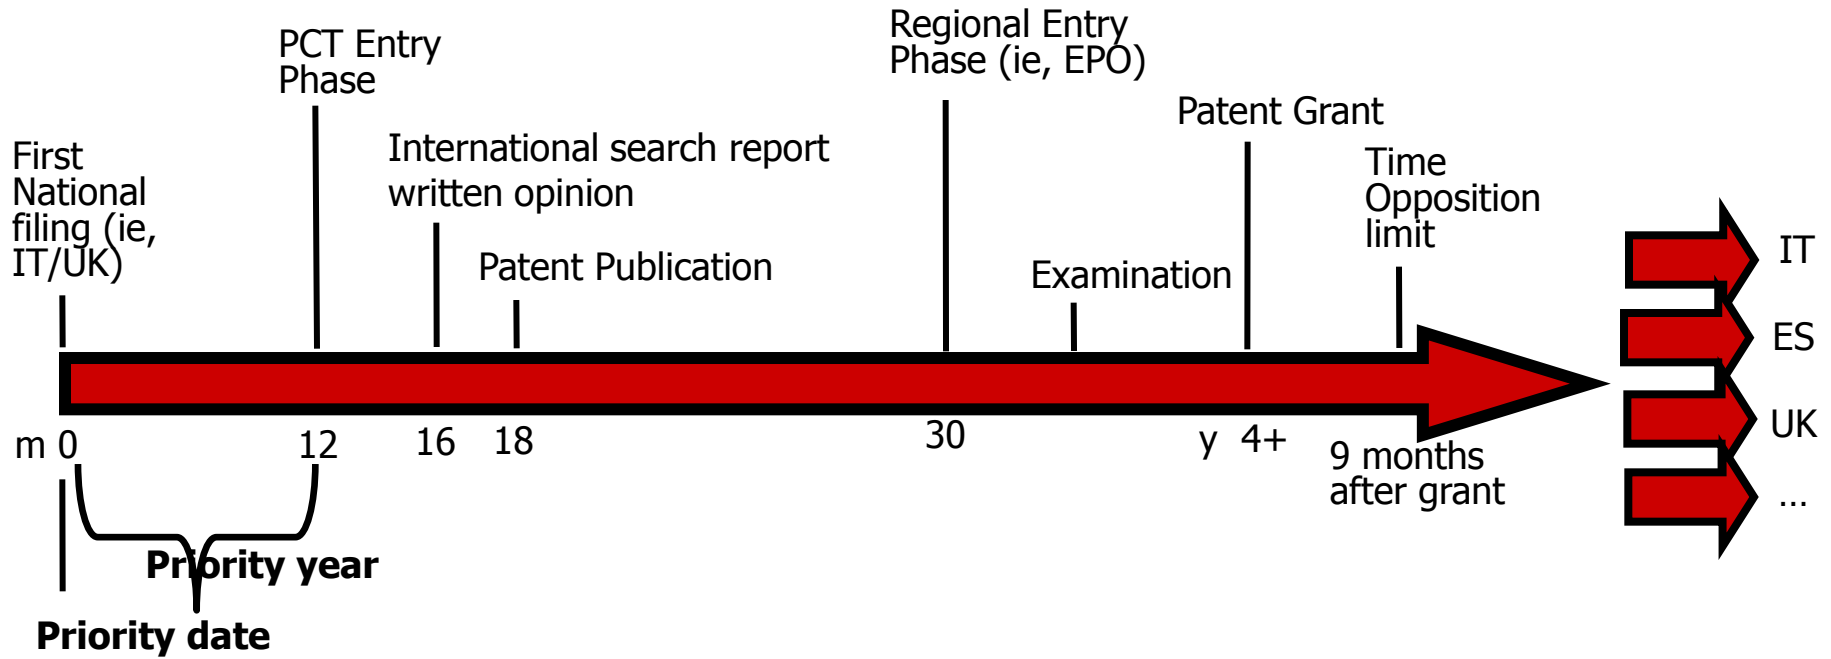 PCT Entry
Phase
Regional Entry
Phase (ie, EPO)
Patent Grant
First
National
filing (ie,
IT/UK)
International search report
written opinion
Time
Opposition
limit
Patent Publication
Examination
IT
ES
UK
...
m 0
12
16
18
30
y 4+
9 months
after grant
Priority year
Priority date